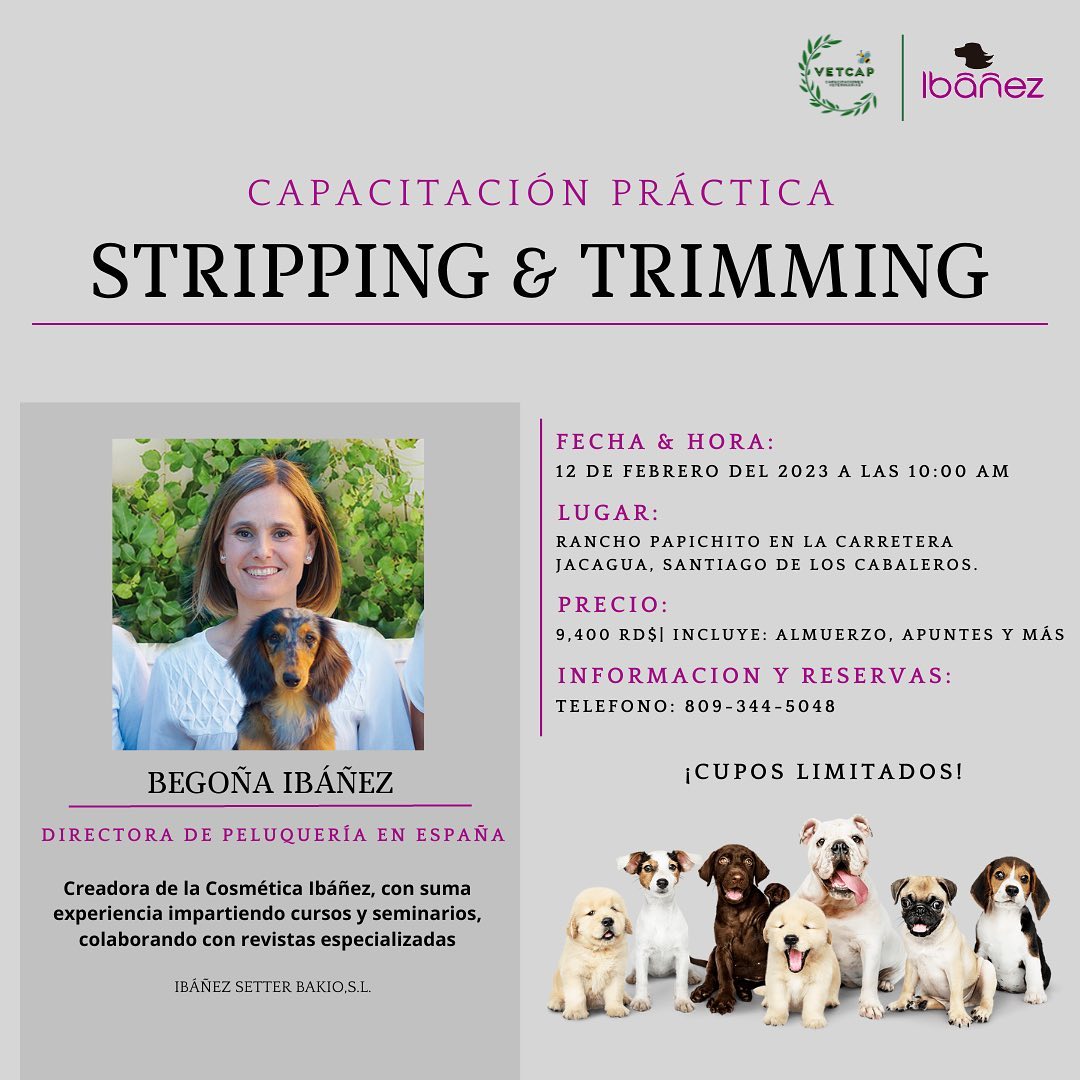 VETCAP
CAPACITACIONES
VETERINARIAS
Ibáñez
CAPACITACIÓN PRÁCTICA
STRIPPING & TRIMMING
BEGOÑA IBÁÑEZ
DIRECTORA DE PELUQUERÍA EN ESPAÑA
Creadora de la Cosmética Ibáñez, con suma
experiencia impartiendo cursos y seminarios,
colaborando con revistas especializadas
IBÁÑEZ SETTER BAKIO,S.L.
FECHA & HORA:
12 DE FEBRERO DEL 2023 A LAS 10:00 AM
LUGAR:
RANCHO PAPICHITO EN LA CARRETERA
JACAGUA, SANTIAGO DE LOS CABALEROS.
PRECIO:
9,400 RD$| INCLUYE: ALMUERZO, APUNTES Y MÁS
INFORMACION Y RESERVAS:
TELEFONO: 809-344-5048
¡CUPOS LIMITADOS!